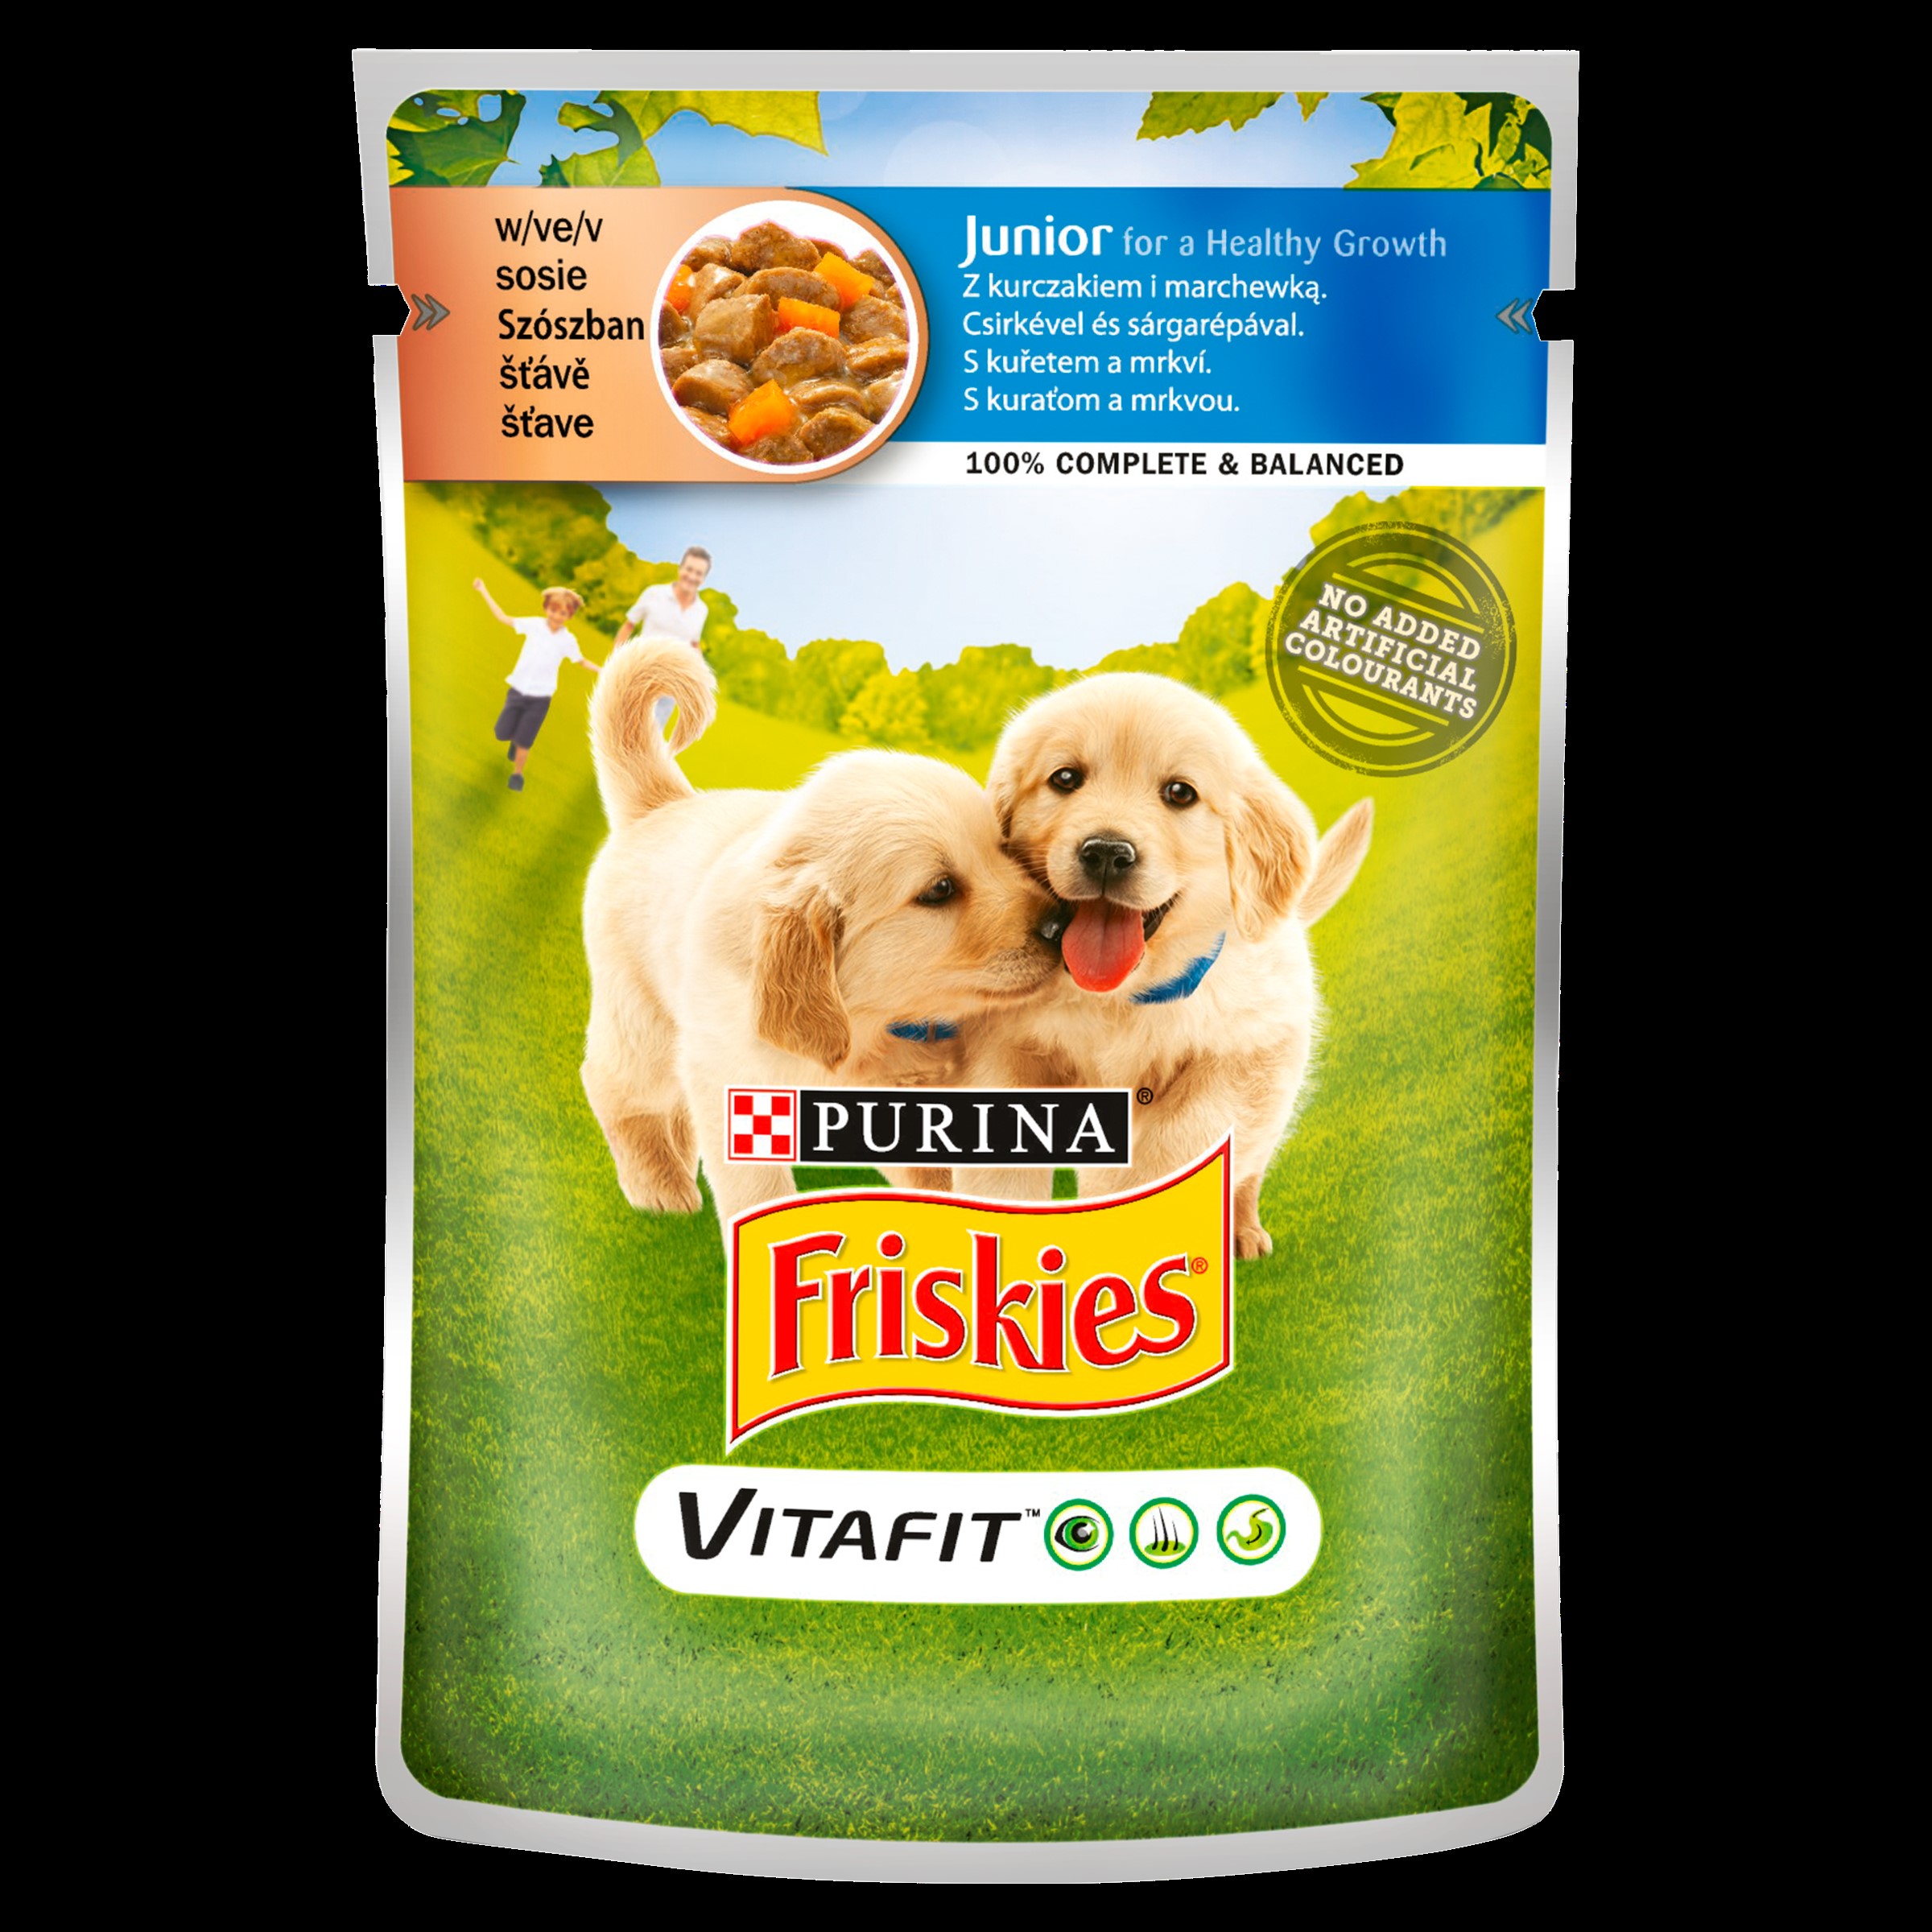 w/ve/v
sosie
Szószban
šťávě
šťave
Junior for a Healthy Growth
Z kurczakiem i marchewką.
Csirkével és sárgarépával.
S kuřetem a mrkví.
S kuraťom a mrkvou.
100% COMPLETE & BALANCED
NO ADDED
ARTIFICIAL
COLOURANTS
PURINA®
Friskies®
VITAFIT™